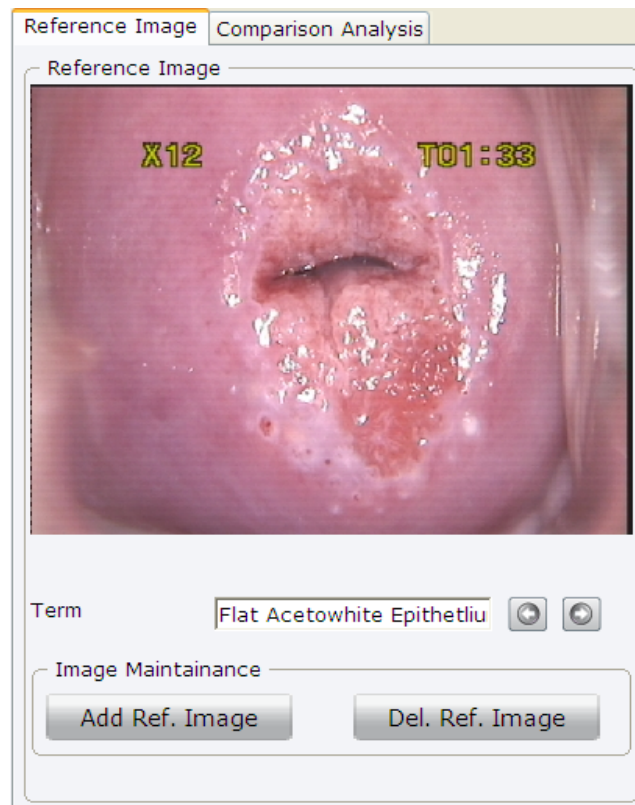 Reference Image Comparison Analysis
Reference Image
X12 T01:33
Term Flat Acetowhite Epithetliu
Image Maintainance
Add Ref. Image Del. Ref. Image